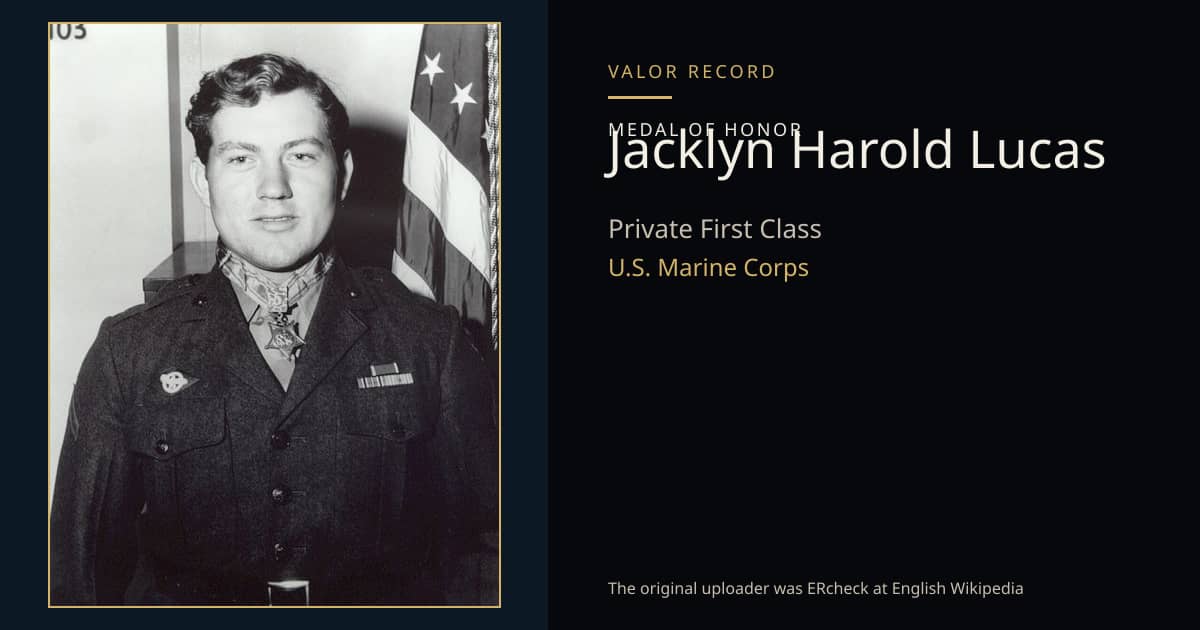 103
VALOR RECORD
MEDAL OF HONOR
Jacklyn Harold Lucas
Private First Class
U.S. Marine Corps
The original uploader was ERcheck at English Wikipedia